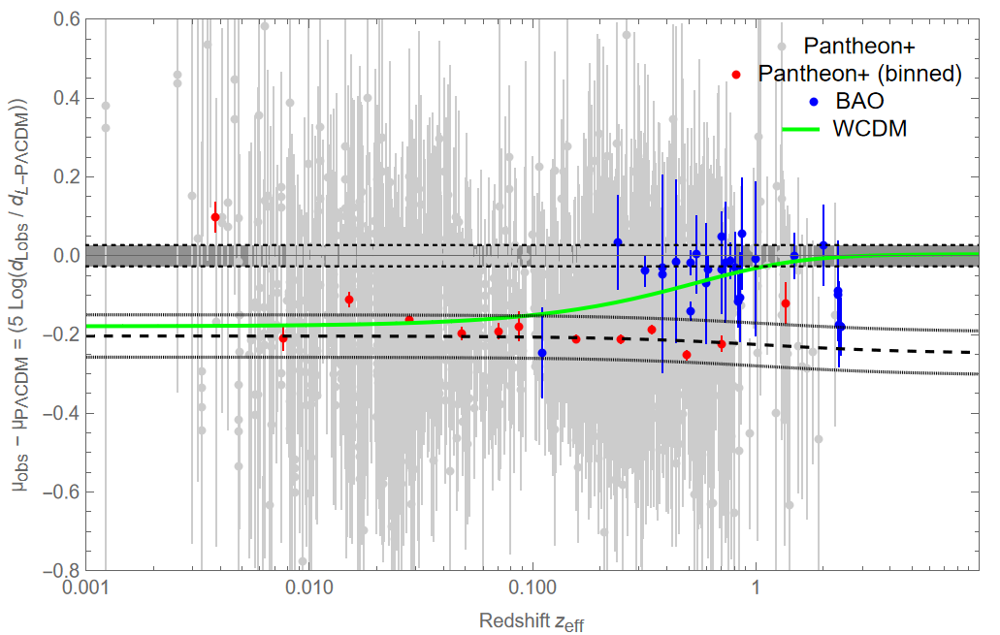 Pantheon+
Pantheon+ (binned)
BAO
WCDM
μobs − μPΛCDM = (5 Log(dLobs / dL−PΛCDM))
0.6
0.4
0.2
0.0
−0.2
−0.4
−0.6
−0.8
0.001
0.010
0.100
1
Redshift zeff